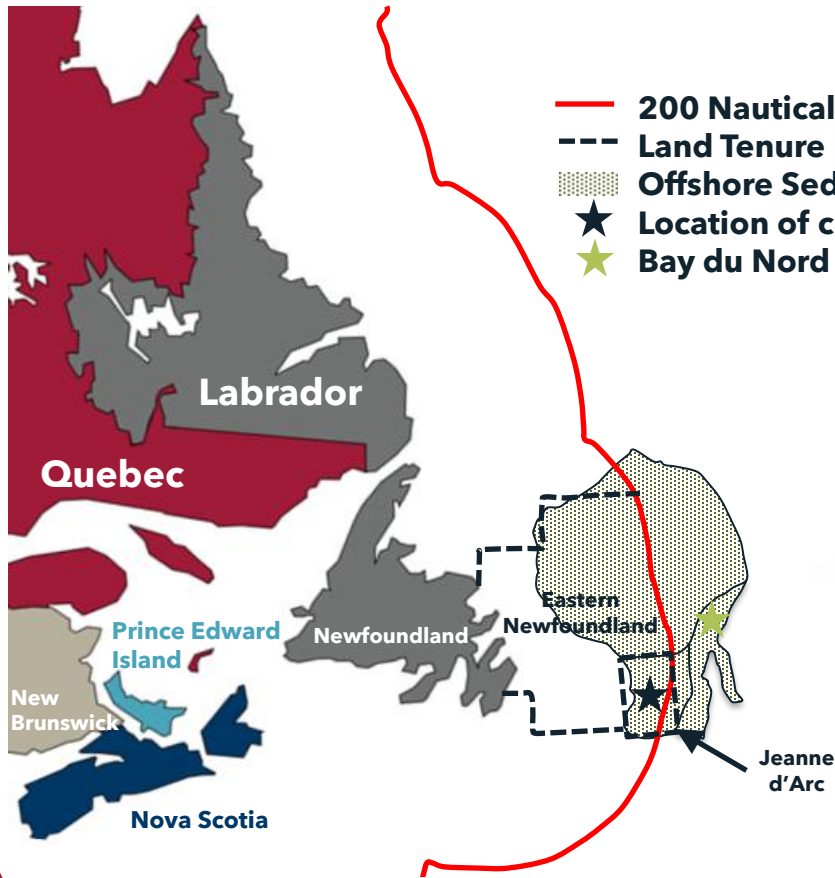 200 Nautical
Land Tenure
Offshore Sed
Location of c
Bay du Nord
Labrador
Quebec
Eastern
Newfoundland
Prince Edward
Island
Newfoundland
New
Brunswick
Jeanne
d'Arc
Nova Scotia